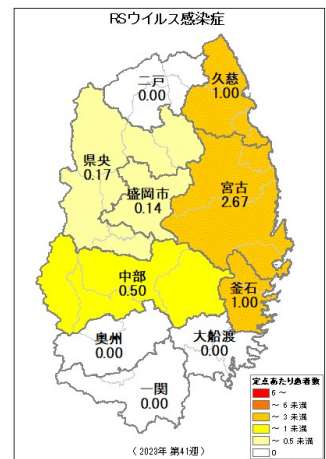 RSウイルス感染症
二戸
0.00
久慈
1.00
県央
0.17
盛岡市
0.14
宮古
2.67
中部
0.50
釜石
1.00
奥州
0.00
大船渡
0.00
一関
0.00
定点あたり患者数
6 ～
～ 6 未満
～ 3 未満
～ 1 未満
～ 0.5 未満
0
( 2023年 第41週 )